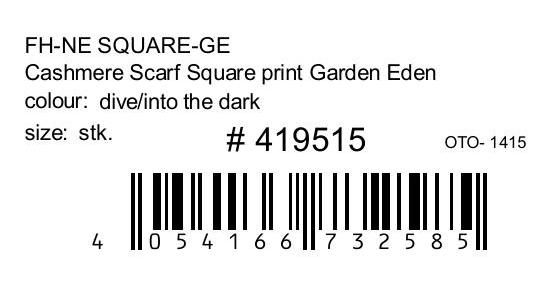 FH-NE SQUARE-GE
Cashmere Scarf Square print Garden Eden
colour: dive/into the dark
size: stk.
# 419515
OTO- 1415
4 054166 732585